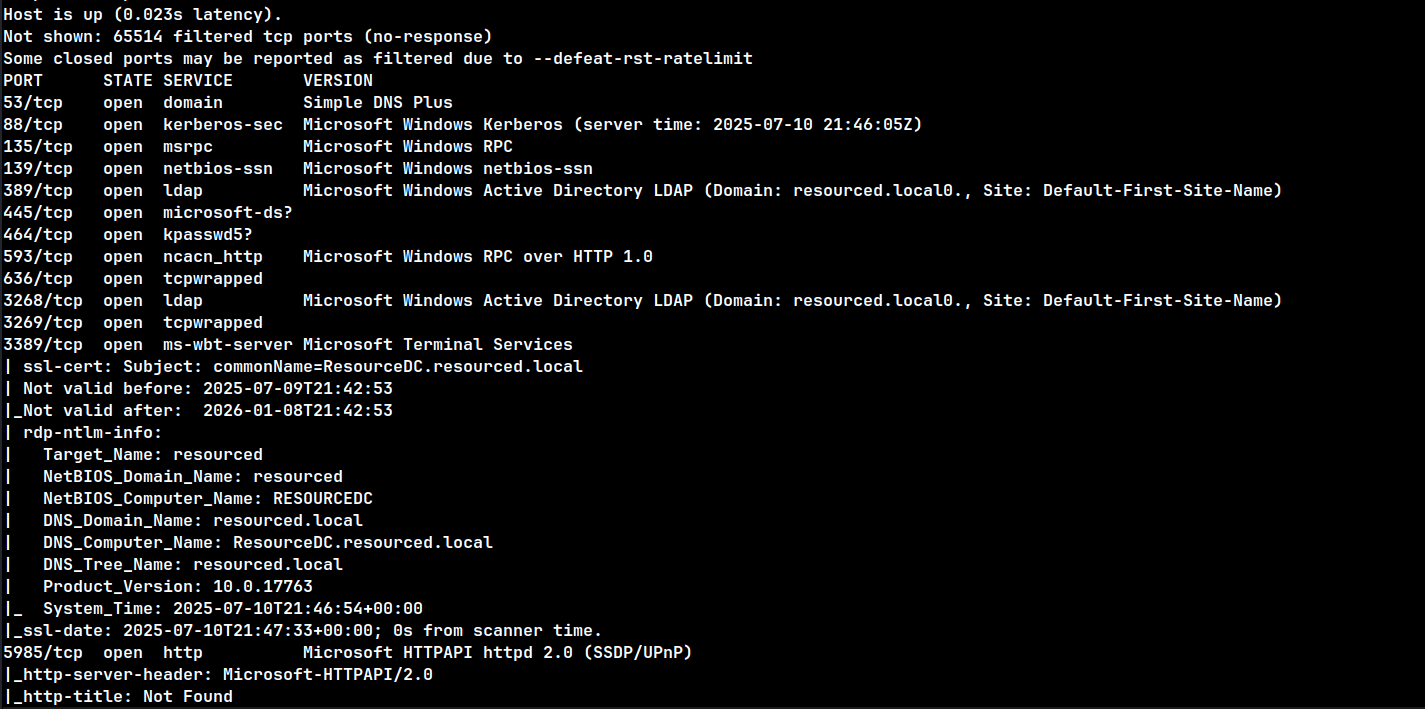 Host is up (0.023s latency).
Not shown: 65514 filtered tcp ports (no-response)
Some closed ports may be reported as filtered due to --defeat-rst-ratelimit
PORT     STATE SERVICE       VERSION
53/tcp   open  domain        Simple DNS Plus
88/tcp   open  kerberos-sec  Microsoft Windows Kerberos (server time: 2025-07-10 21:46:05Z)
135/tcp  open  msrpc         Microsoft Windows RPC
139/tcp  open  netbios-ssn   Microsoft Windows netbios-ssn
389/tcp  open  ldap          Microsoft Windows Active Directory LDAP (Domain: resourced.local0., Site: Default-First-Site-Name)
445/tcp  open  microsoft-ds?
464/tcp  open  kpasswd5?
593/tcp  open  ncacn_http    Microsoft Windows RPC over HTTP 1.0
636/tcp  open  tcpwrapped
3268/tcp open  ldap          Microsoft Windows Active Directory LDAP (Domain: resourced.local0., Site: Default-First-Site-Name)
3269/tcp open  tcpwrapped
3389/tcp open  ms-wbt-server Microsoft Terminal Services
| ssl-cert: Subject: commonName=ResourceDC.resourced.local
| Not valid before: 2025-07-09T21:42:53
|_Not valid after:  2026-01-08T21:42:53
| rdp-ntlm-info:
|   Target_Name: resourced
|   NetBIOS_Domain_Name: resourced
|   NetBIOS_Computer_Name: RESOURCEDC
|   DNS_Domain_Name: resourced.local
|   DNS_Computer_Name: ResourceDC.resourced.local
|   DNS_Tree_Name: resourced.local
|   Product_Version: 10.0.17763
|_  System_Time: 2025-07-10T21:46:54+00:00
|_ssl-date: 2025-07-10T21:47:33+00:00; 0s from scanner time.
5985/tcp open  http          Microsoft HTTPAPI httpd 2.0 (SSDP/UPnP)
|_http-server-header: Microsoft-HTTPAPI/2.0
|_http-title: Not Found